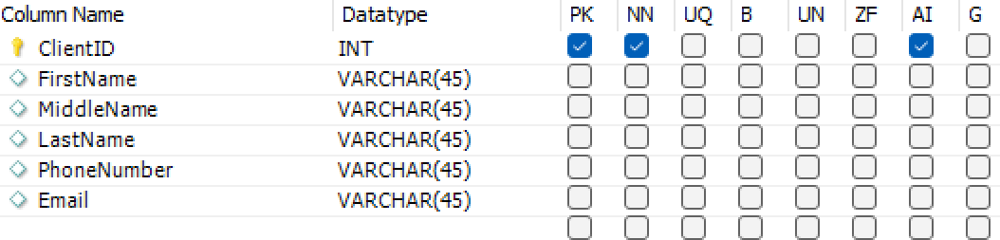 Column Name Datatype PK NN UQ B UN ZF AI G
ClientID INT
FirstName VARCHAR(45)
MiddleName VARCHAR(45)
LastName VARCHAR(45)
PhoneNumber VARCHAR(45)
Email VARCHAR(45)